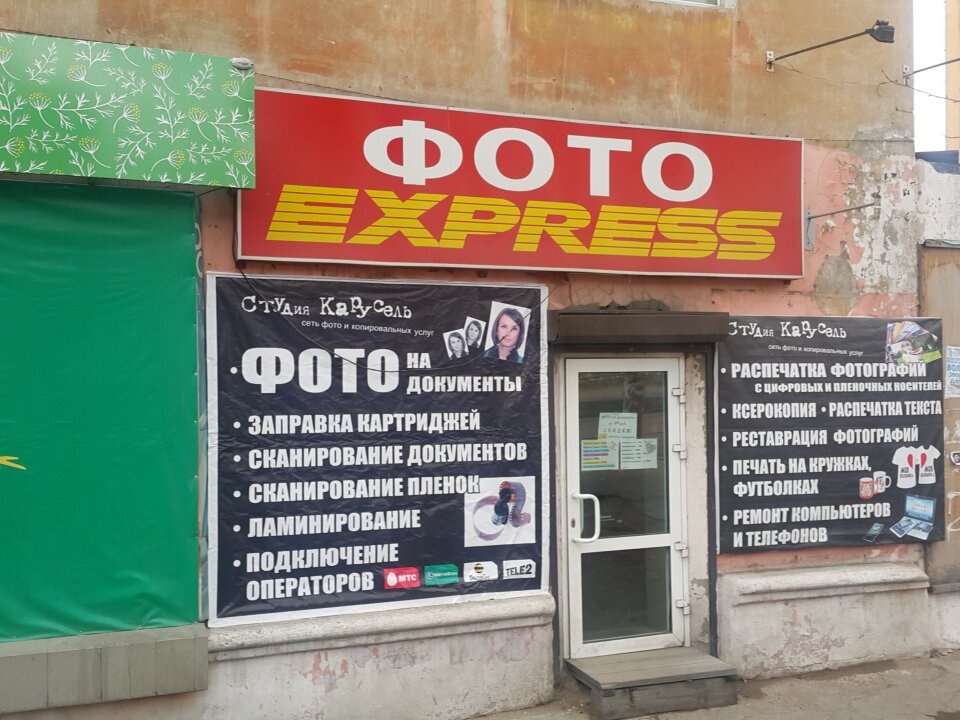 ФОТО
EXPRESS
Студия Карусель
сеть фото и копировальных услуг
• ФОТО НА
ДОКУМЕНТЫ
• ЗАПРАВКА КАРТРИДЖЕЙ
• СКАНИРОВАНИЕ ДОКУМЕНТОВ
• СКАНИРОВАНИЕ ПЛЕНОК
• ЛАМИНИРОВАНИЕ
• ПОДКЛЮЧЕНИЕ
ОПЕРАТОРОВ
МТС МегаФон Билайн TELE2
СКИДКИ
Студия Карусель
сеть фото и копировальных услуг
• РАСПЕЧАТКА ФОТОГРАФИЙ
С ЦИФРОВЫХ И ПЛЕНОЧНЫХ НОСИТЕЛЕЙ
• КСЕРОКОПИЯ • РАСПЕЧАТКА ТЕКСТА
• РЕСТАВРАЦИЯ ФОТОГРАФИЙ
• ПЕЧАТЬ НА КРУЖКАХ,
ФУТБОЛКАХ
• РЕМОНТ КОМПЬЮТЕРОВ
И ТЕЛЕФОНОВ